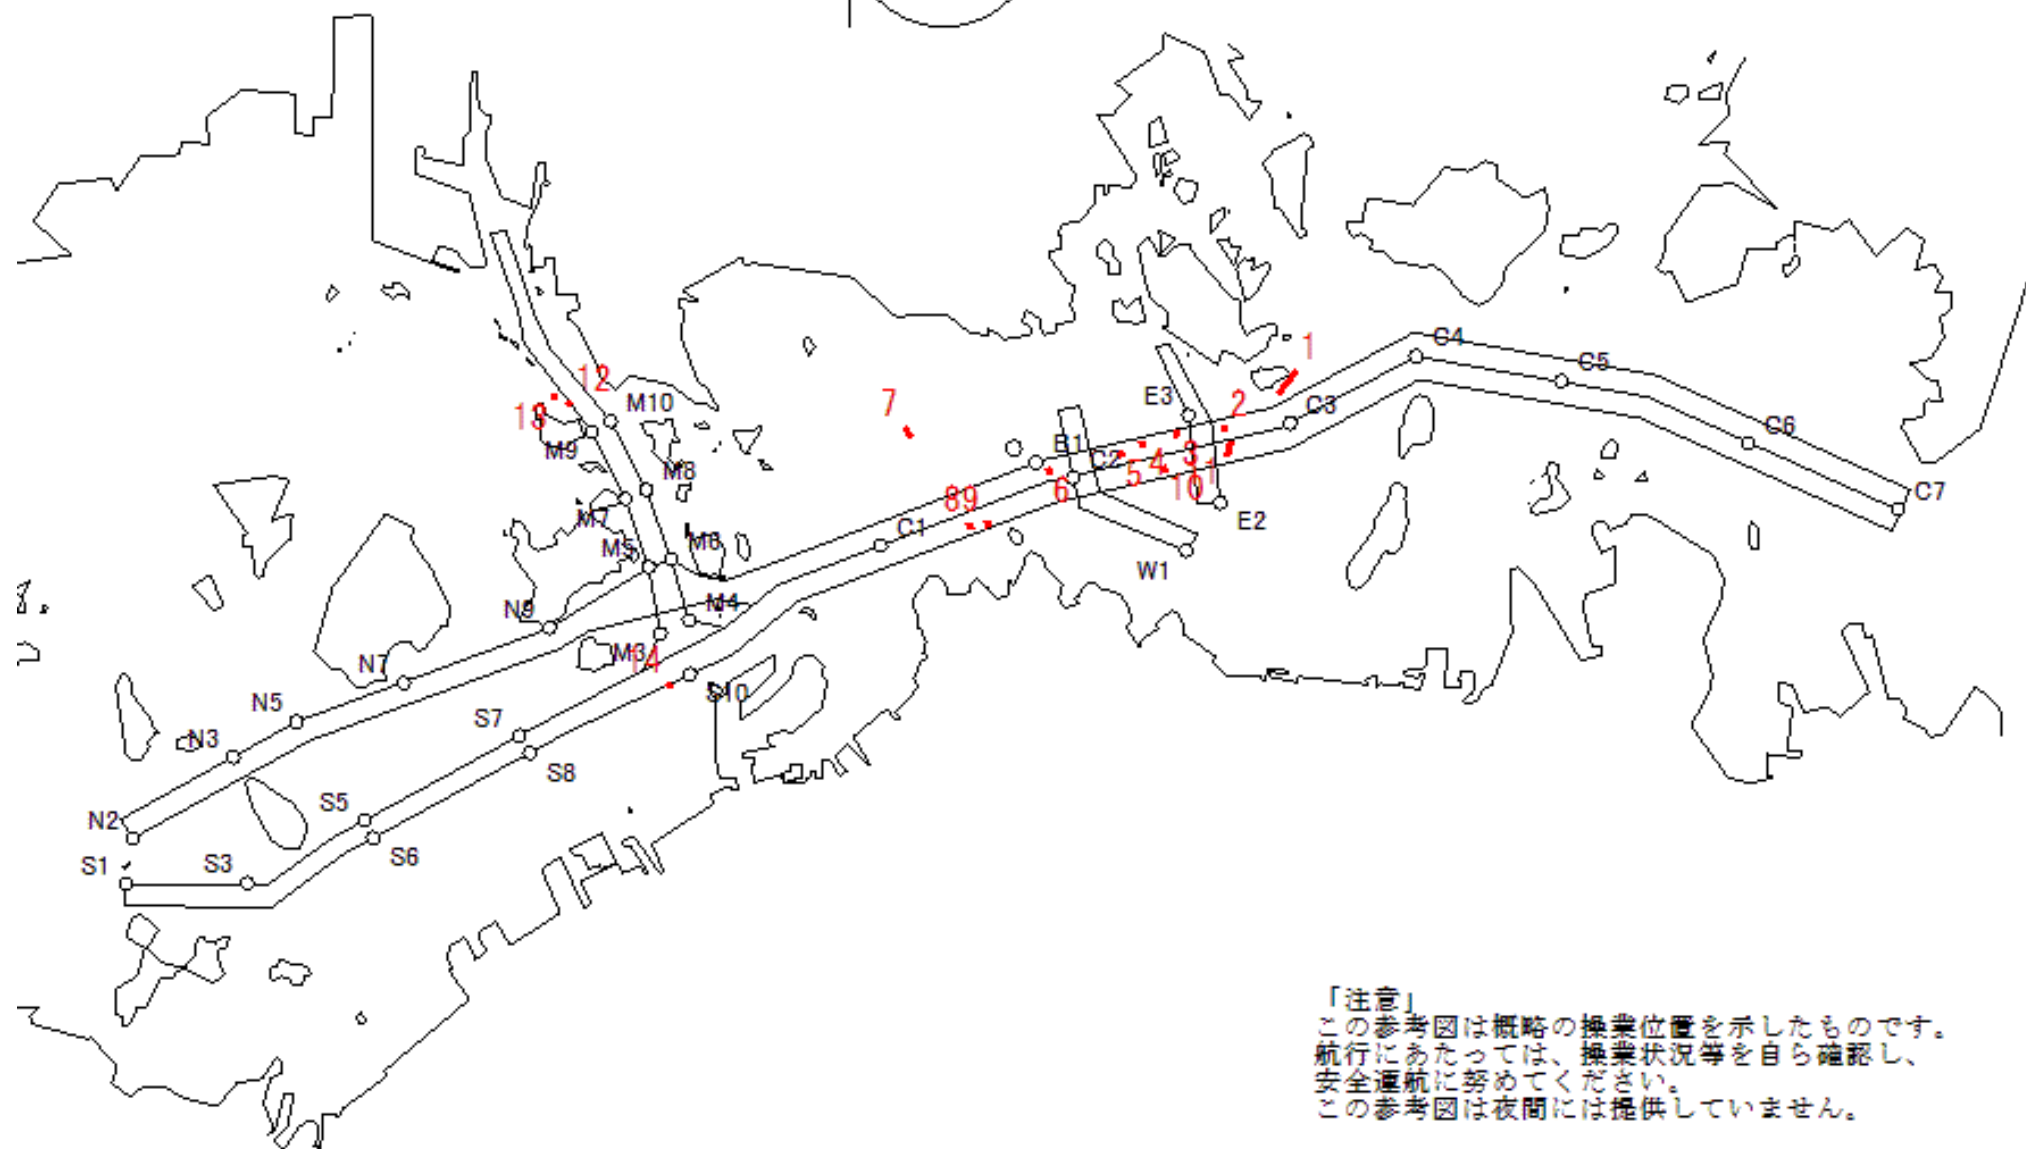 1
C4
C5
12
M10
7
E3
2
C3
13
C6
M9
B1
C2
3
4
M8
5
1
10
6
C7
89
M7
E2
C1
M5
M6
W1
N9
M4
M3
14
N7
S10
N5
S7
N3
S8
S5
N2
S6
S1
S3
「注意」
この参考図は概略の操業位置を示したものです。
航行にあたっては、操業状況等を自ら確認し、
安全運航に努めてください。
この参考図は夜間には提供していません。